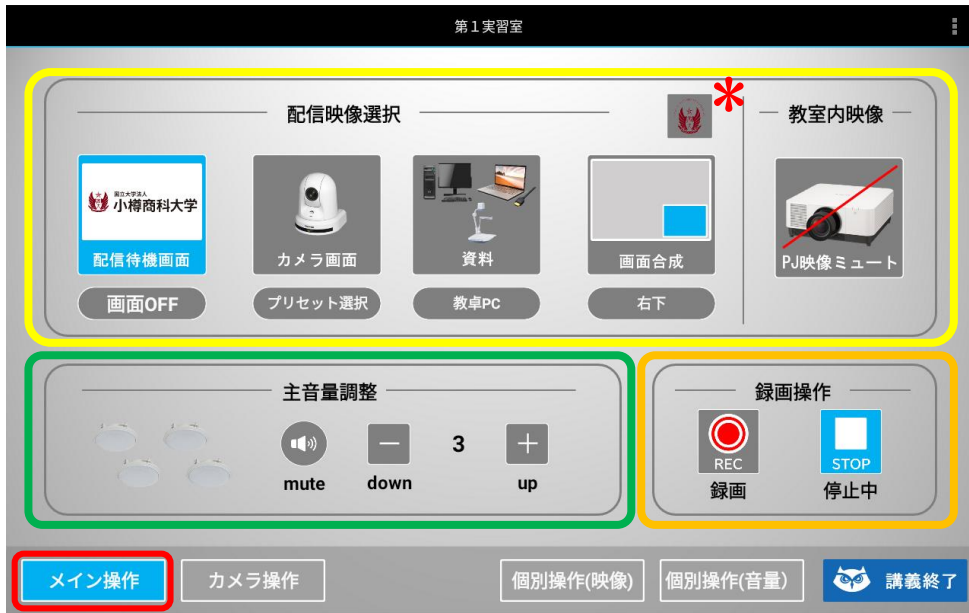 第１実習室
配信映像選択
*
教室内映像
国立大学法人
小樽商科大学
配信待機画面
カメラ画面
資料
画面合成
PJ映像ミュート
画面OFF
プリセット選択
教卓PC
右下
主音量調整
録画操作
3
mute
down
up
REC
STOP
録画
停止中
メイン操作
カメラ操作
個別操作(映像)
個別操作(音量）
講義終了